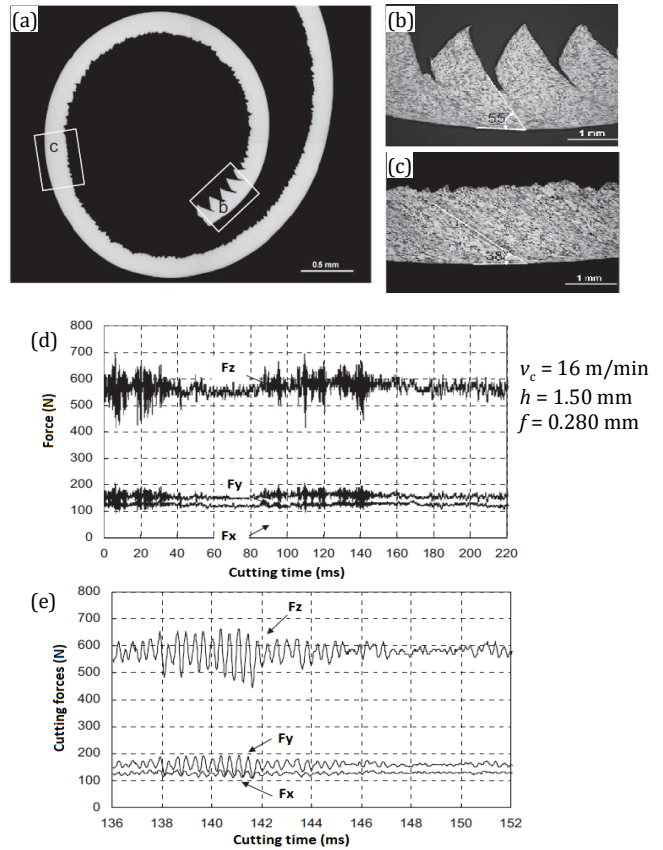 (a)
c
b
0.5 mm
(b)
55
1 mm
(c)
38
1 mm
(d)
800
700
600
500
400
300
200
100
0
Force (N)
Fz
Fy
Fx
0 20 40 60 80 100 120 140 160 180 200 220
Cutting time (ms)
vc = 16 m/min
h = 1.50 mm
f = 0.280 mm
(e)
800
700
600
500
400
300
200
100
0
Cutting forces (N)
Fz
Fy
Fx
136 138 140 142 144 146 148 150 152
Cutting time (ms)